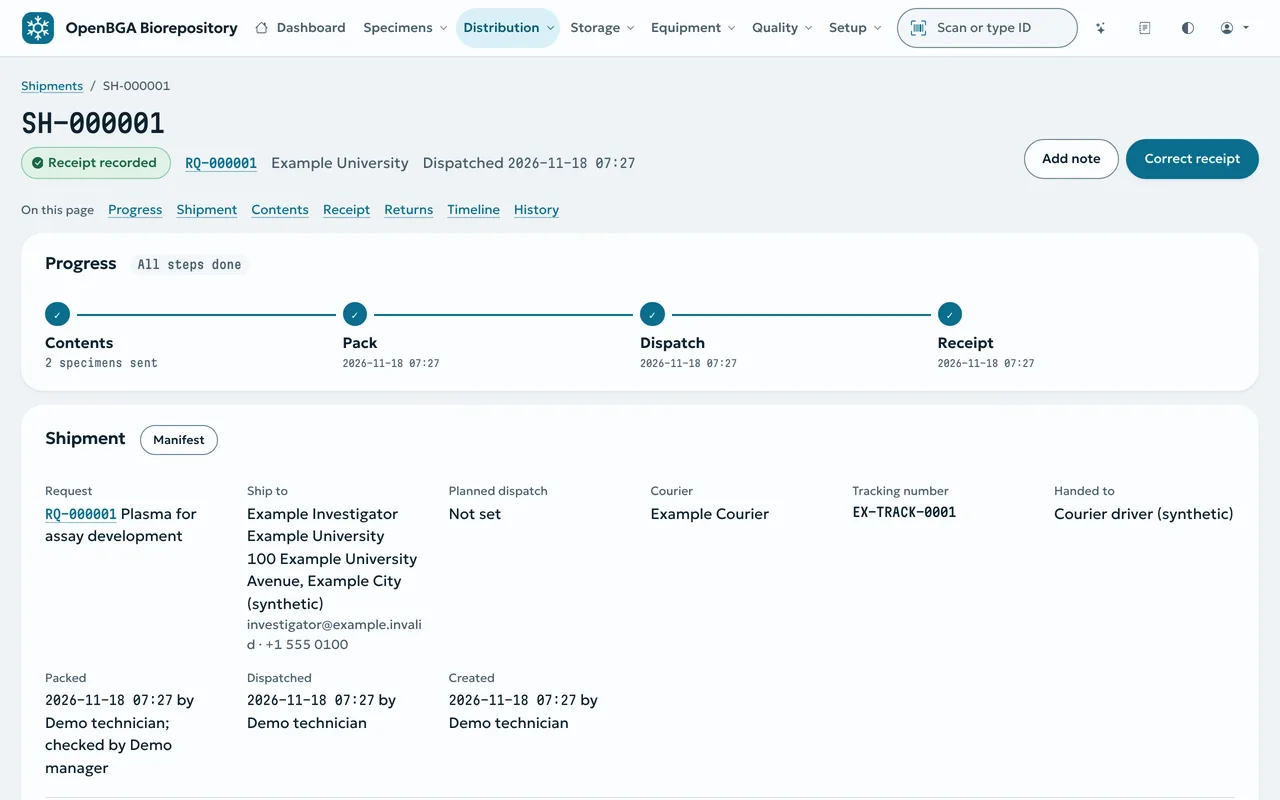 OpenBGA Biorepository Dashboard Specimens Distribution Storage Equipment Quality Setup Scan or type ID
Shipments / SH-000001
SH-000001
Receipt recorded RQ-000001 Example University Dispatched 2026-11-18 07:27
Add note Correct receipt
On this page Progress Shipment Contents Receipt Returns Timeline History
Progress All steps done
Contents Pack Dispatch Receipt
2 specimens sent 2026-11-18 07:27 2026-11-18 07:27 2026-11-18 07:27
Shipment Manifest
Request
RQ-000001 Plasma for
assay development
Ship to
Example Investigator
Example University
100 Example University
Avenue, Example City
(synthetic)
investigator@example.invali
d · +1 555 0100
Planned dispatch
Not set
Courier
Example Courier
Tracking number
EX-TRACK-0001
Handed to
Courier driver (synthetic)
Packed
2026-11-18 07:27 by
Demo technician;
checked by Demo
manager
Dispatched
2026-11-18 07:27 by
Demo technician
Created
2026-11-18 07:27 by
Demo technician